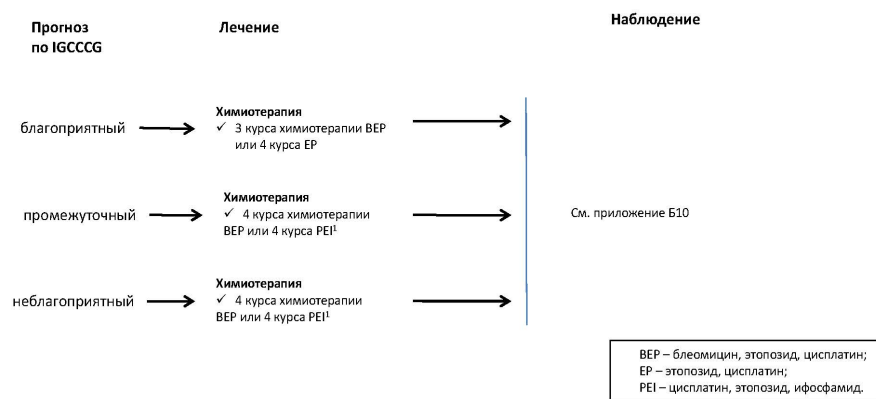 Прогноз
по IGCCCG
Лечение
Наблюдение
благоприятный
Химиотерапия
✓ 3 курса химиотерапии BEP
или 4 курса EP
промежуточный
Химиотерапия
✓ 4 курса химиотерапии
BEP или 4 курса PEI¹
См. приложение Б10
неблагоприятный
Химиотерапия
✓ 4 курса химиотерапии
BEP или 4 курса PEI¹
BEP – блеомицин, этопозид, цисплатин;
EP – этопозид, цисплатин;
PEI – цисплатин, этопозид, ифосфамид.